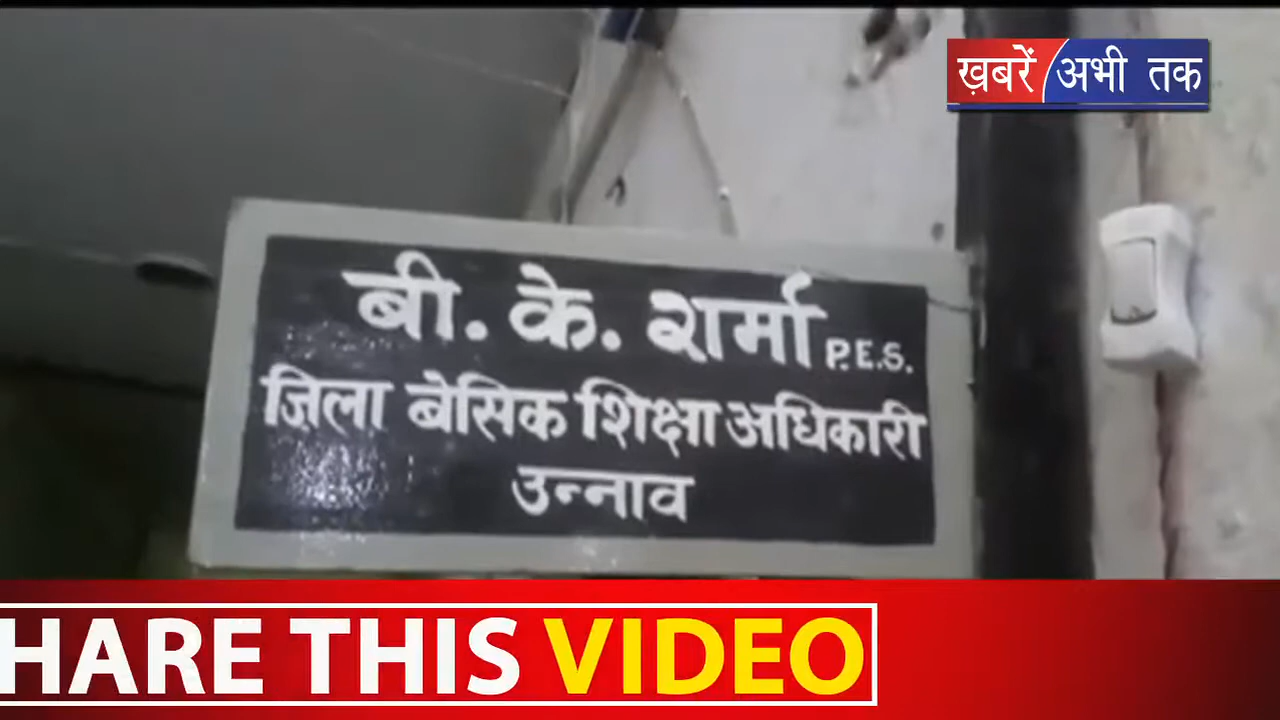 ख़बरें अभी तक
बी. के. शर्मा P.E.S.
जिला बेसिक शिक्षा अधिकारी
उन्नाव
HARE THIS VIDEO